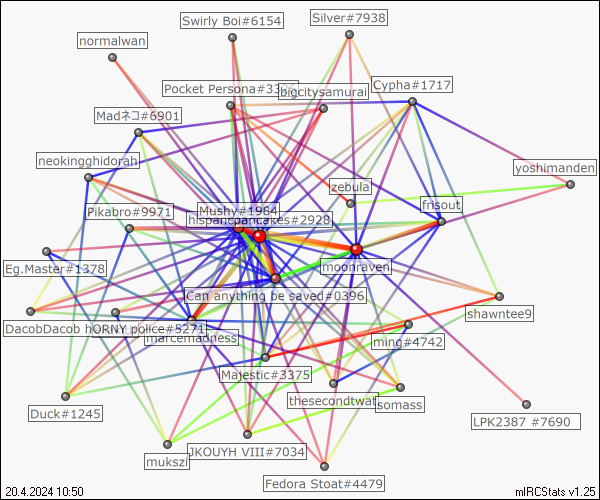 Silver#7938
Swirly Boi#6154
normalwan
Pocket Persona#33
bigcitysamurai
Cypha#1717
Madネコ#6901
neokingghidorah
yoshimanden
zebula
frisout
Mushy#1984
Pikabro#9971
hispanicpancakes#2928
moonraven
Eg.Master#1378
Can anything be saved#0396
shawntee9
DacobDacob
HORNY police#5271
marcemadness
ming#4742
Majestic#3375
thesecondtwat
somass
Duck#1245
LPK2387 #7690
JKOUYH VIII#7034
mukszi
Fedora Stoat#4479
20.4.2024 10:50
mIRCStats v1.25